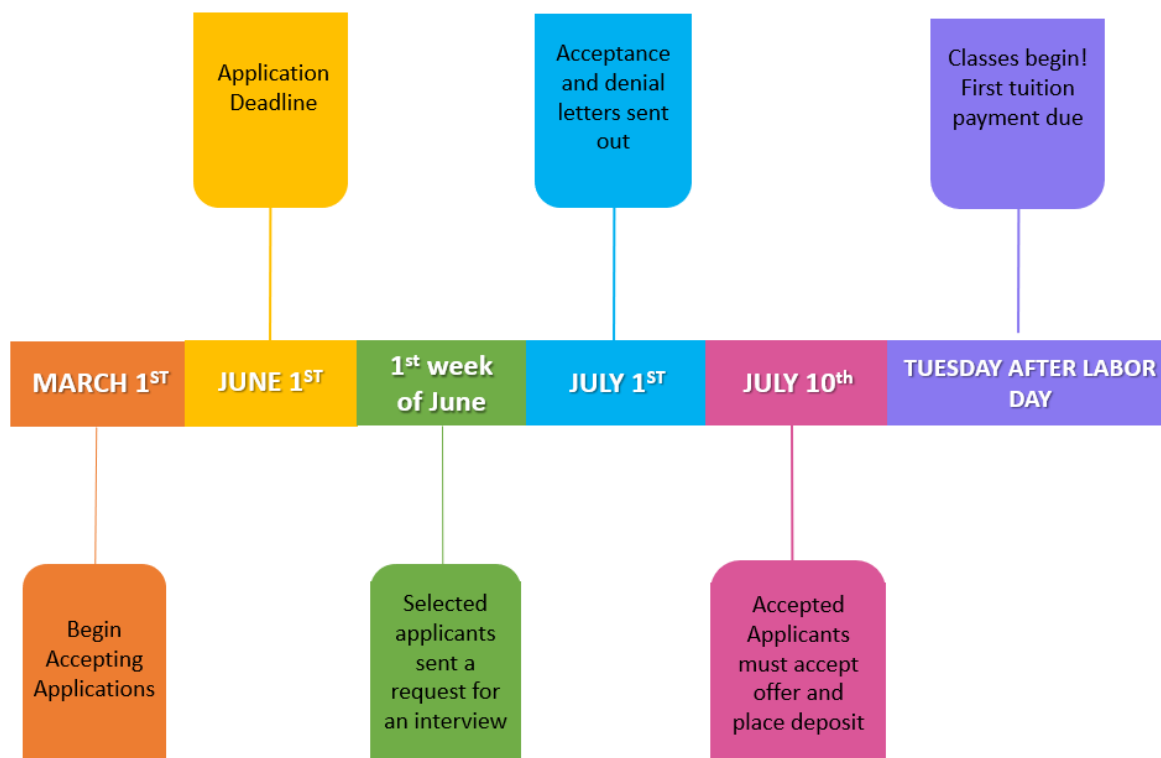 Application
Deadline
Acceptance
and denial
letters sent
out
Classes begin!
First tuition
payment due
MARCH 1ST
JUNE 1ST
1st week
of June
JULY 1ST
JULY 10th
TUESDAY AFTER LABOR
DAY
Begin
Accepting
Applications
Selected
applicants
sent a
request for
an interview
Accepted
Applicants
must accept
offer and
place deposit